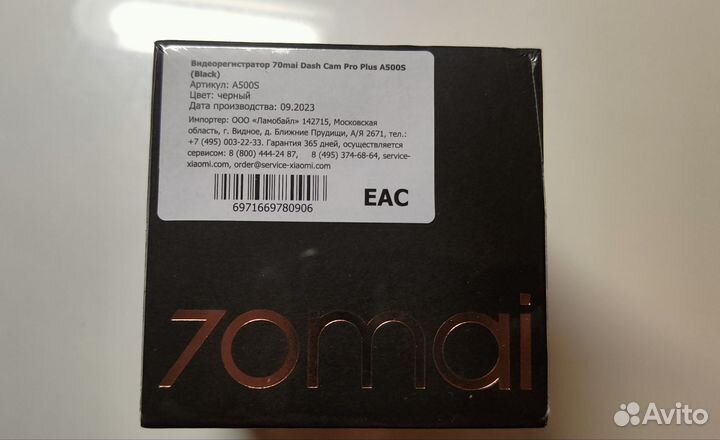 Видеорегистратор 70mai Dash Cam Pro Plus A500S
(Black)
Артикул: A500S
Цвет: черный
Дата производства: 09.2023
Импортер: ООО «Ламобайл» 142715, Московская
область, г. Видное, д. Ближние Прудищи, А/Я 2671, тел.:
+7 (495) 003-22-33. Гарантия 365 дней, осуществляется
сервисом: 8 (800) 444-24 87, 8 (495) 374-68-64, service-
xiaomi.com, order@service-xiaomi.com
6971669780906
EAC
70mai
Avito